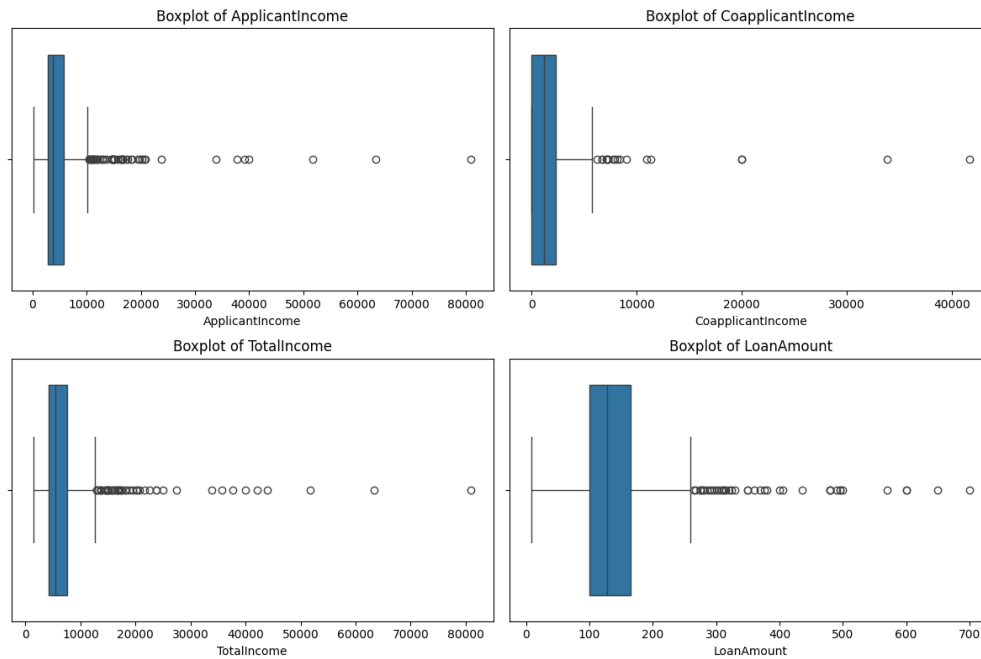 Boxplot of ApplicantIncome
0 10000 20000 30000 40000 50000 60000 70000 80000
ApplicantIncome
Boxplot of CoapplicantIncome
0 10000 20000 30000 40000
CoapplicantIncome
Boxplot of TotalIncome
0 10000 20000 30000 40000 50000 60000 70000 80000
TotalIncome
Boxplot of LoanAmount
0 100 200 300 400 500 600 700
LoanAmount